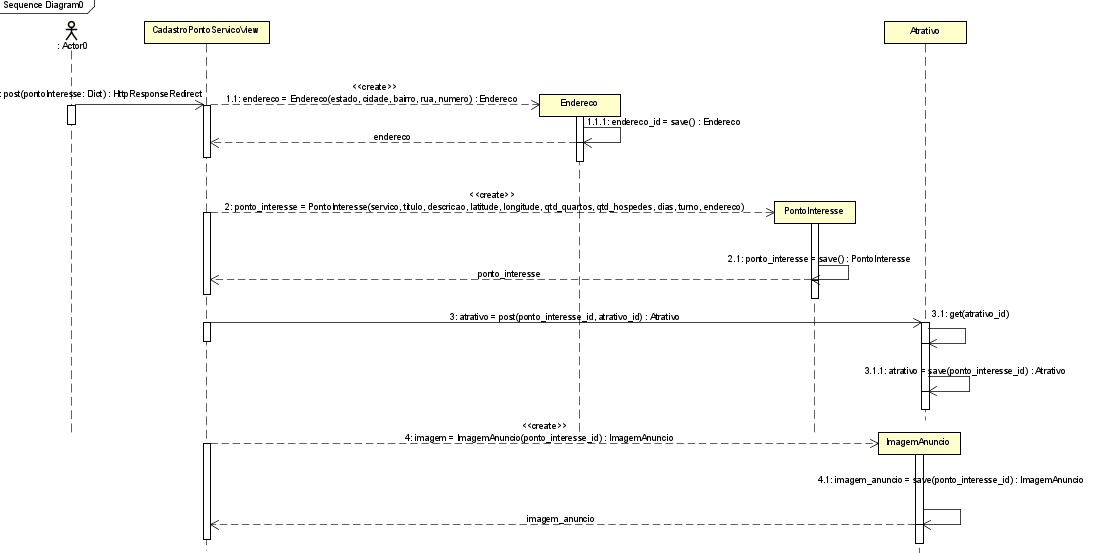 Sequence Diagram0
: Actor0
CadastroPontoServicoView
Atrativo
: post(pontoInteresse: Dict) : HttpResponseRedirect
<<create>>
1.1: endereco = Endereco(estado, cidade, bairro, rua, numero) : Endereco
Endereco
1.1.1: endereco_id = save() : Endereco
endereco
<<create>>
2: ponto_interesse = PontoInteresse(servico, titulo, descricao, latitude, longitude, qtd_quartos, qtd_hospedes, dias, turno, endereco)
PontoInteresse
2.1: ponto_interesse = save() : PontoInteresse
ponto_interesse
3: atrativo = post(ponto_interesse_id, atrativo_id) : Atrativo
3.1: get(atrativo_id)
3.1.1: atrativo = save(ponto_interesse_id) : Atrativo
<<create>>
4: imagem = ImagemAnuncio(ponto_interesse_id) : ImagemAnuncio
ImagemAnuncio
4.1: imagem_anuncio = save(ponto_interesse_id) : ImagemAnuncio
imagem_anuncio